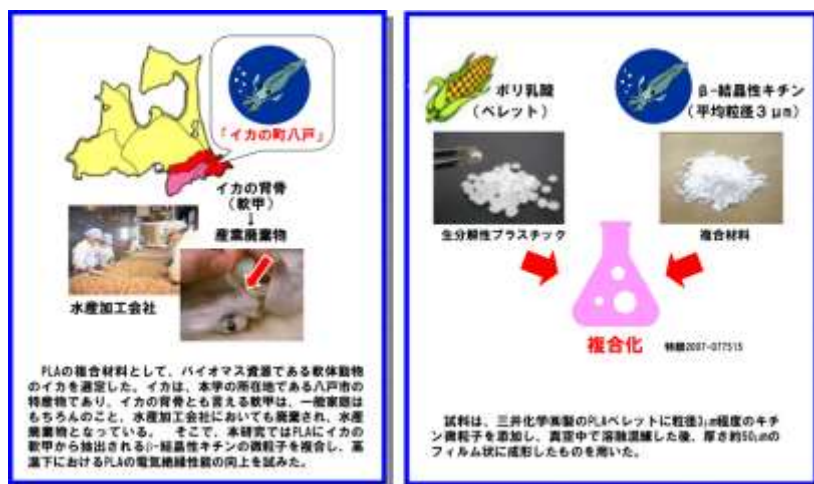 「イカの町八戸」
イカの背骨
(軟甲)
↓
産業廃棄物
水産加工会社
PLAの複合材料として、バイオマス資源である軟体動物
のイカを選定した。イカは、本学の所在地である八戸市の
特産物であり、イカの背骨とも言える軟甲は、一般家庭は
もちろんのこと、水産加工会社においても廃棄され、水産
廃棄物となっている。 そこで、本研究ではPLAにイカの
軟甲から抽出されるβ-結晶性キチンの微粒子を複合し、高
温下におけるPLAの電気絶縁性能の向上を試みた。
ポリ乳酸
(ペレット)
β-結晶性キチン
(平均粒径3μm)
生分解性プラスチック
複合材料
複合化 特願2007-077515
試料は、三井化学㈱製のPLAペレットに粒径3μm程度のキチ
ン微粒子を添加し、真空中で溶融混練した後、厚さ約50μmの
フィルム状に成形したものを用いた。